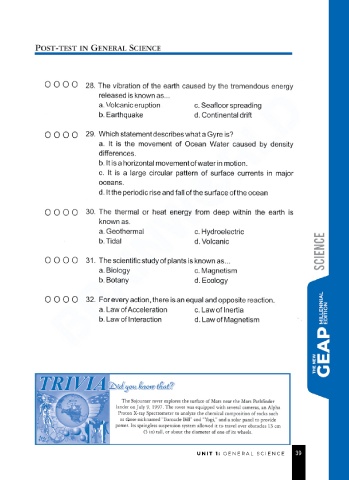 POST-TEST IN GENERAL SCIENCE
28. The vibration of the earth caused by the tremendous energy
released is known as...
a. Volcanic eruption c. Seafloor spreading
b. Earthquake d. Continental drift
29. Which statement describes what a Gyre is?
a. It is the movement of Ocean Water caused by density
differences.
b. It is a horizontal movement of water in motion.
c. It is a large circular pattern of surface currents in major
oceans.
d. It the periodic rise and fall of the surface of the ocean
30. The thermal or heat energy from deep within the earth is
known as.
a. Geothermal c. Hydroelectric
b. Tidal d. Volcanic
31. The scientific study of plants is known as...
a. Biology c. Magnetism
b. Botany d. Ecology
32. For every action, there is an equal and opposite reaction.
a. Law of Acceleration c. Law of Inertia
b. Law of Interaction d. Law of Magnetism
SCIENCE
THE NEW
GEAP MILLENNIAL
EDITION
TRIVIA Did you know that?
The Sojourner rover explores the surface of Mars near the Mars Pathfinder
lander on July 9, 1997. The rover was equipped with several cameras, an Alpha
Proton X-ray Spectrometer to analyze the chemical composition of rocks such
as those nicknamed "Barnacle Bill" and "Yogi," and a solar panel to provide
power. Its springless suspension system allowed it to travel over obstacles 13 cm
(5 in) tall, or about the diameter of one of its wheels.
UNIT 1: GENERAL SCIENCE 39